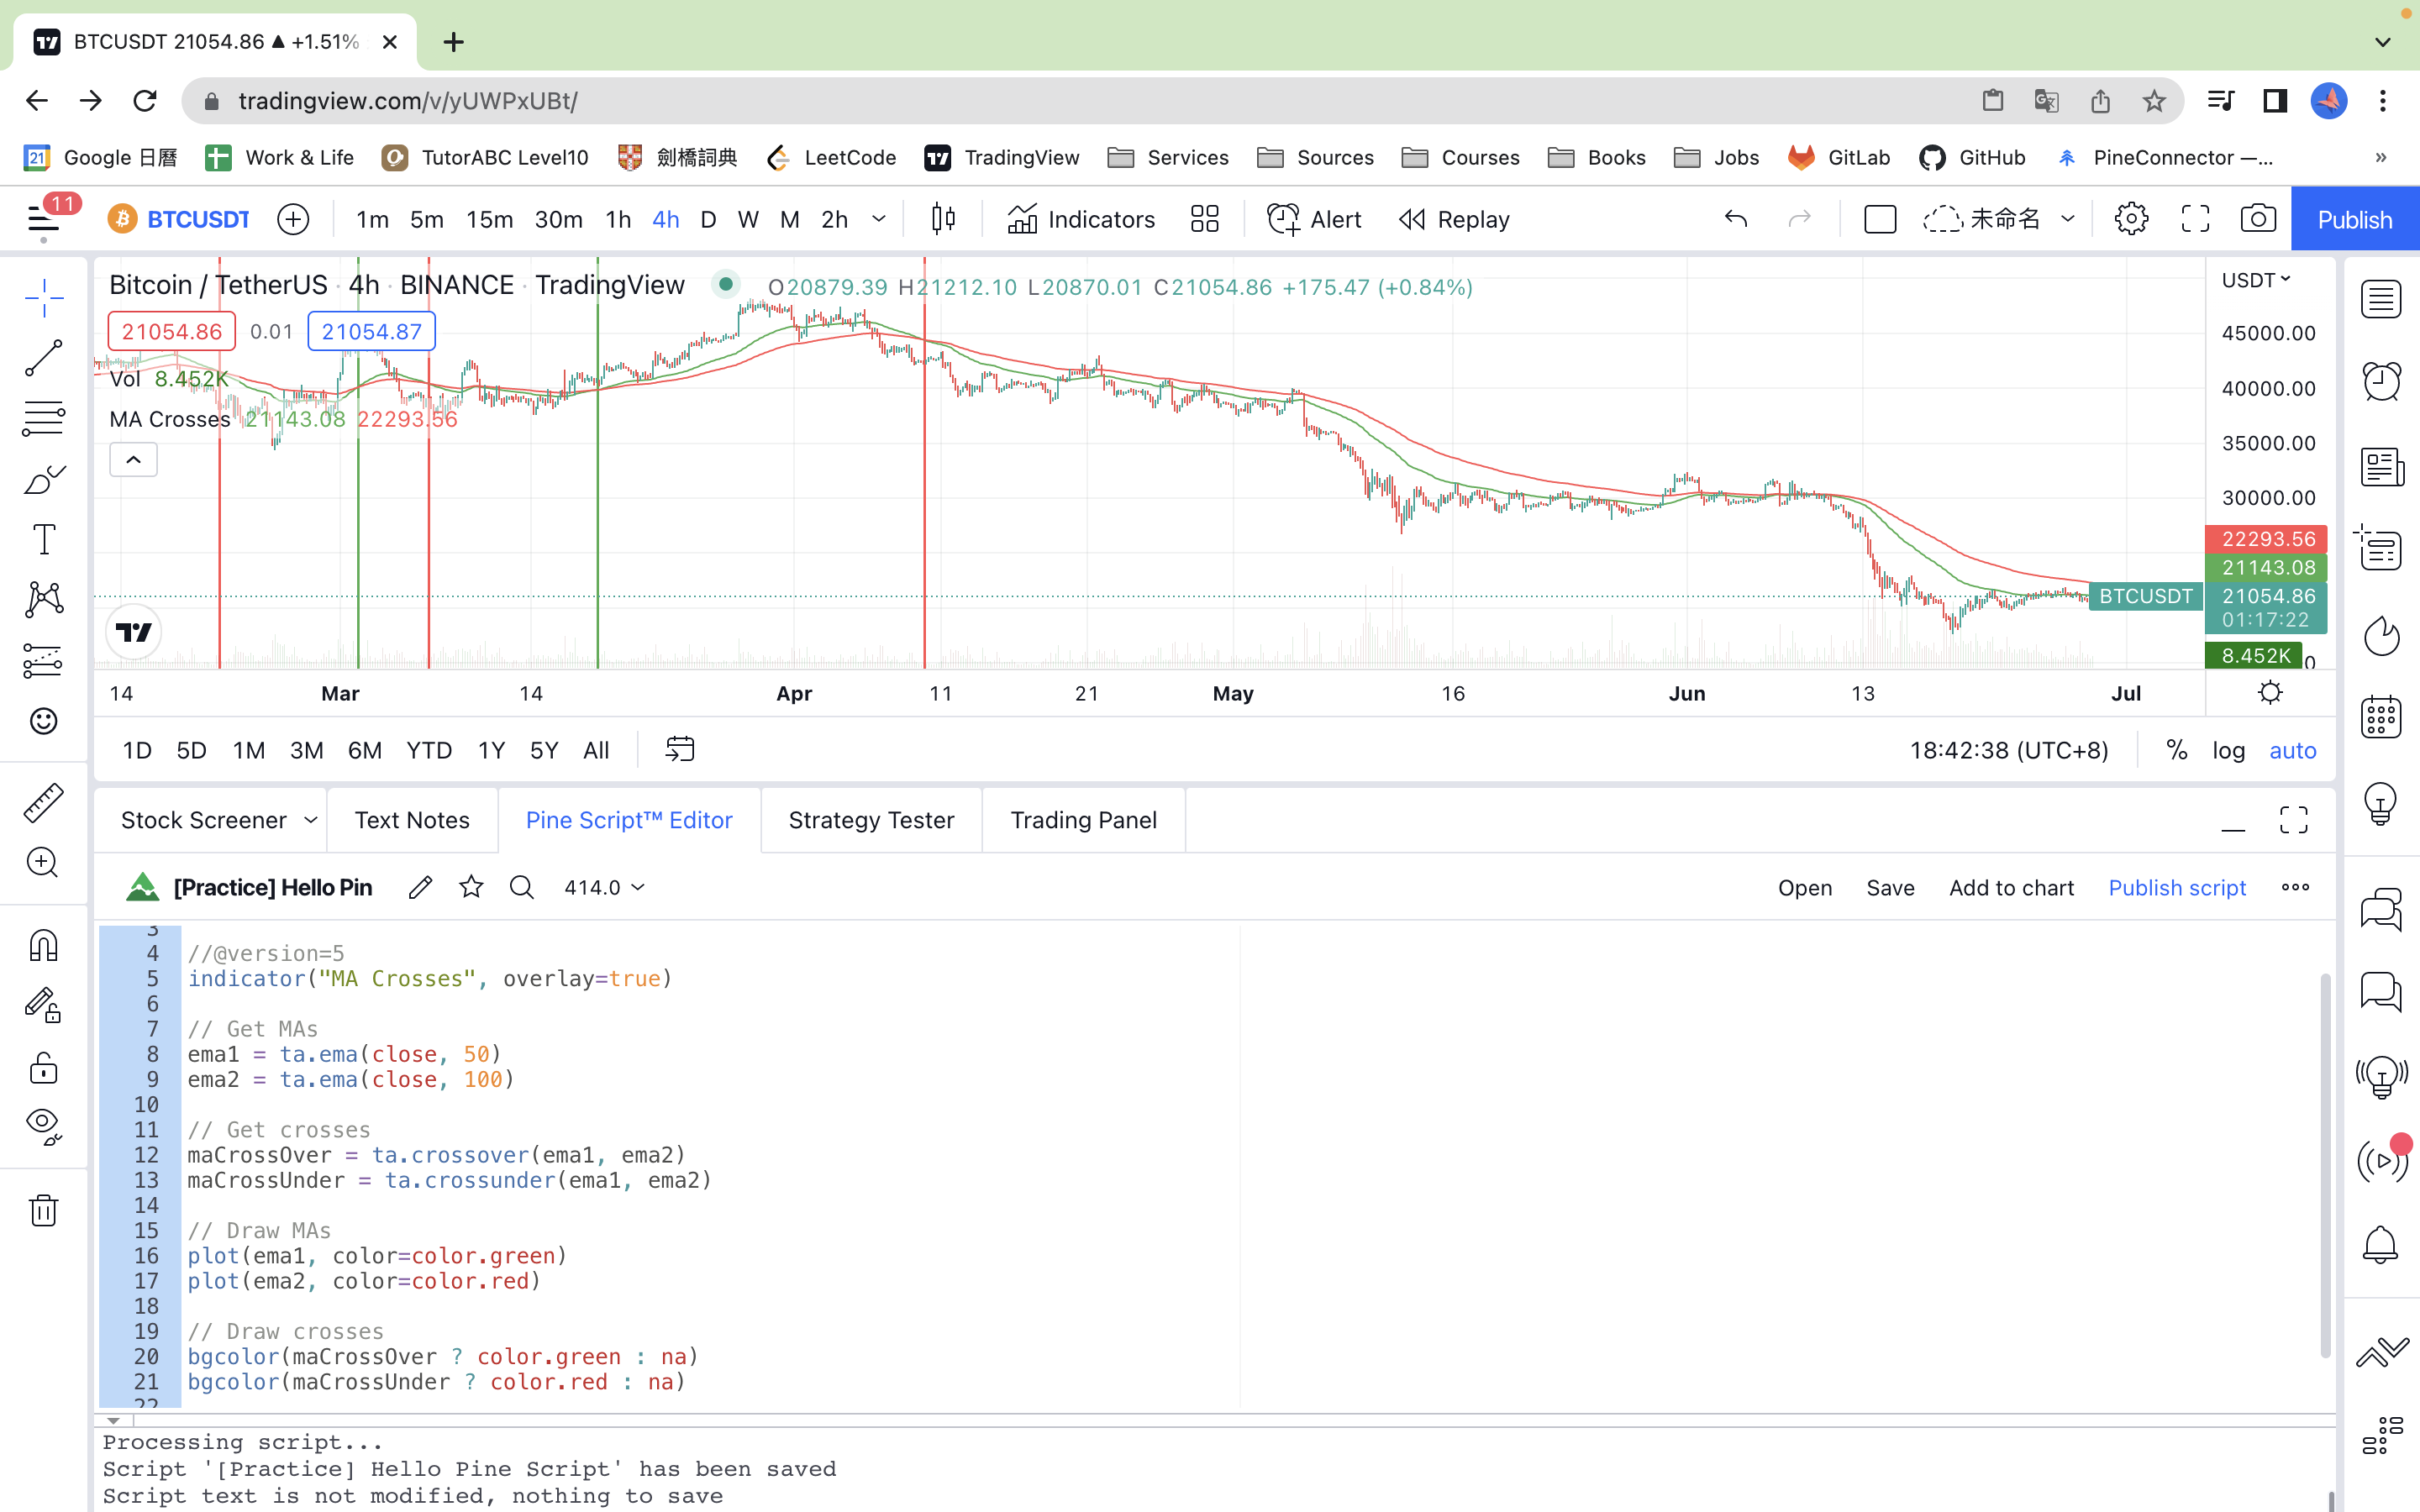 BTCUSDT 21054.86 ▲ +1.51%
tradingview.com/v/yUWPxUBt/
Google 日曆 Work & Life TutorABC Level10 劍橋詞典 LeetCode TradingView Services Sources Courses Books Jobs GitLab GitHub PineConnector —... »
11 BTCUSDT 1m 5m 15m 30m 1h 4h D W M 2h Indicators Alert Replay 未命名 Publish
Bitcoin / TetherUS · 4h · BINANCE · TradingView O20879.39 H21212.10 L20870.01 C21054.86 +175.47 (+0.84%)
USDT
21054.86 0.01 21054.87
Vol 8.452K
MA Crosses 21143.08 22293.56
45000.00
40000.00
35000.00
30000.00
22293.56
21143.08
BTCUSDT 21054.86
01:17:22
8.452K 0
14 Mar 14 Apr 11 21 May 16 Jun 13 Jul
1D 5D 1M 3M 6M YTD 1Y 5Y All 18:42:38 (UTC+8) % log auto
Stock Screener Text Notes Pine Script™ Editor Strategy Tester Trading Panel
[Practice] Hello Pin 414.0 Open Save Add to chart Publish script
3
4 //@version=5
5 indicator("MA Crosses", overlay=true)
6
7 // Get MAs
8 ema1 = ta.ema(close, 50)
9 ema2 = ta.ema(close, 100)
10
11 // Get crosses
12 maCrossOver = ta.crossover(ema1, ema2)
13 maCrossUnder = ta.crossunder(ema1, ema2)
14
15 // Draw MAs
16 plot(ema1, color=color.green)
17 plot(ema2, color=color.red)
18
19 // Draw crosses
20 bgcolor(maCrossOver ? color.green : na)
21 bgcolor(maCrossUnder ? color.red : na)
22
Processing script...
Script '[Practice] Hello Pine Script' has been saved
Script text is not modified, nothing to save